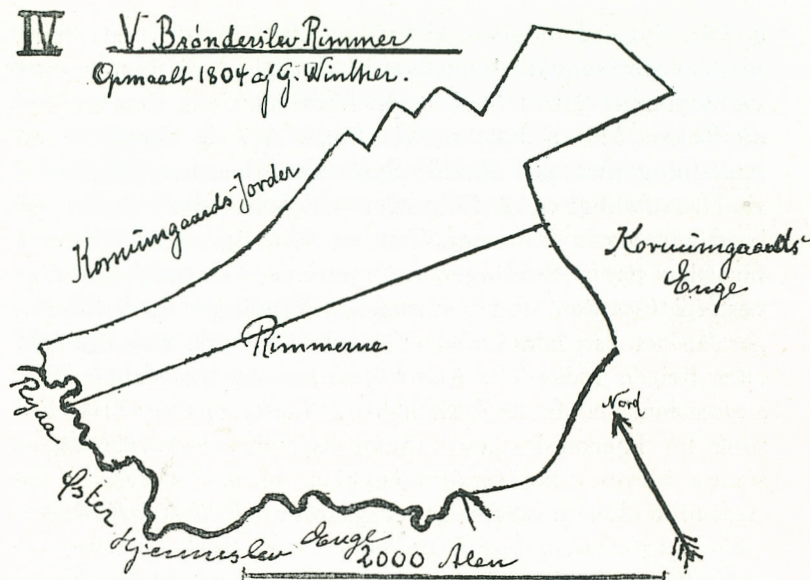 IV
V. Brønderslev Rimmer
Opmaalt 1804 af G. Winther.
Kornumgaards-Jorder
Kornumgaards
Enge
Rimmerne
Nord
Ryaa
Øster
Hjermeslev Enge
2000 Alen